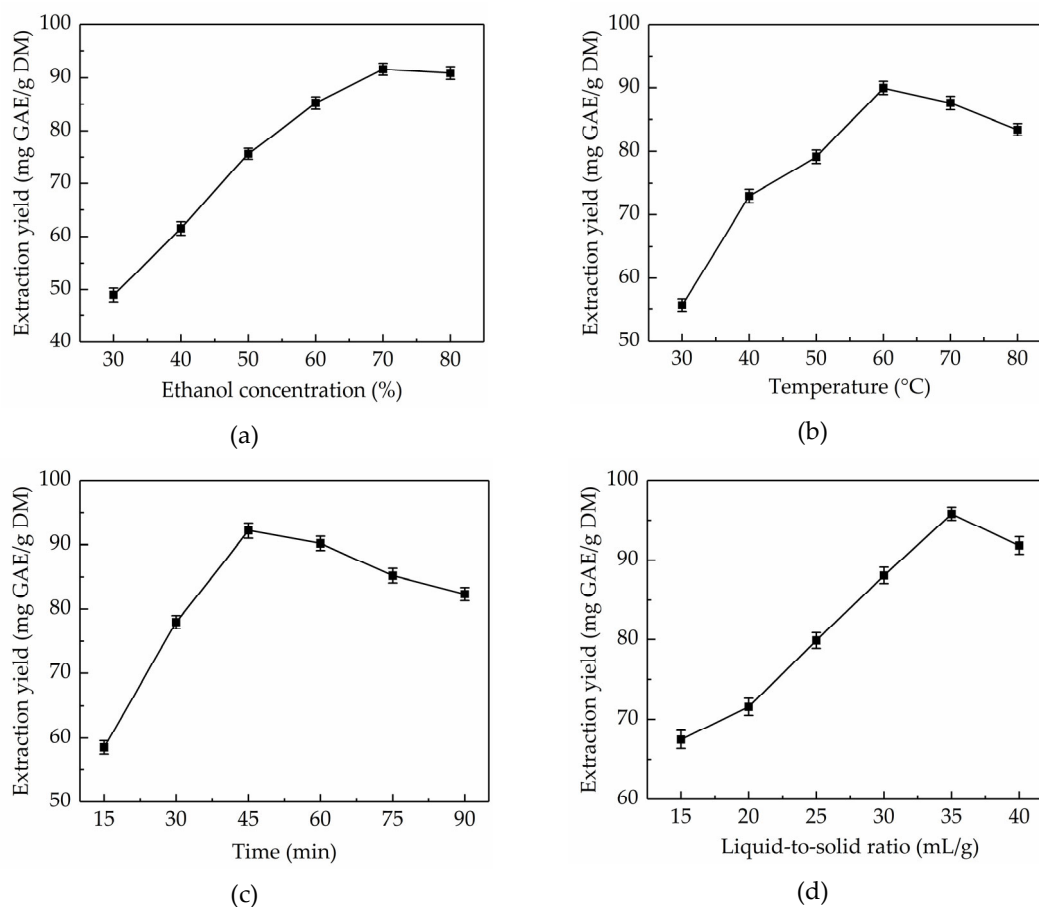 100
90
80
70
60
50
40
Extraction yield (mg GAE/g DM)
30 40 50 60 70 80
Ethanol concentration (%)
(a)
100
90
80
70
60
50
Extraction yield (mg GAE/g DM)
30 40 50 60 70 80
Temperature (°C)
(b)
100
90
80
70
60
50
Extraction yield (mg GAE/g DM)
15 30 45 60 75 90
Time (min)
(c)
100
90
80
70
60
Extraction yield (mg GAE/g DM)
15 20 25 30 35 40
Liquid-to-solid ratio (mL/g)
(d)